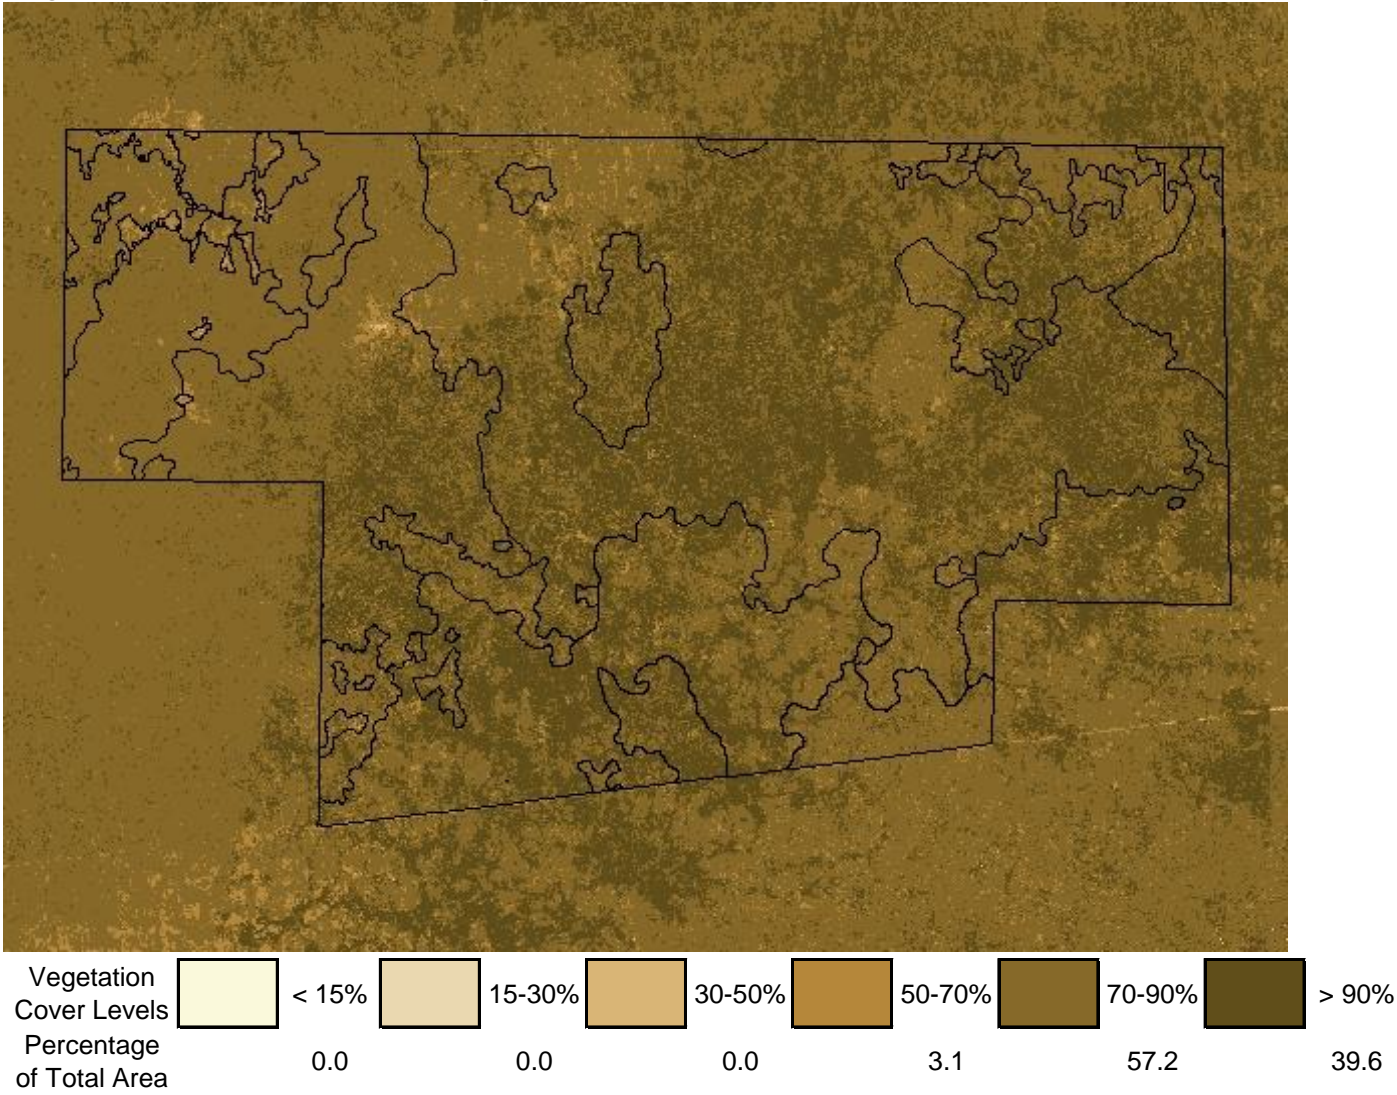 Vegetation Cover Levels < 15% 15-30% 30-50% 50-70% 70-90% > 90%
Percentage of Total Area 0.0 0.0 0.0 3.1 57.2 39.6